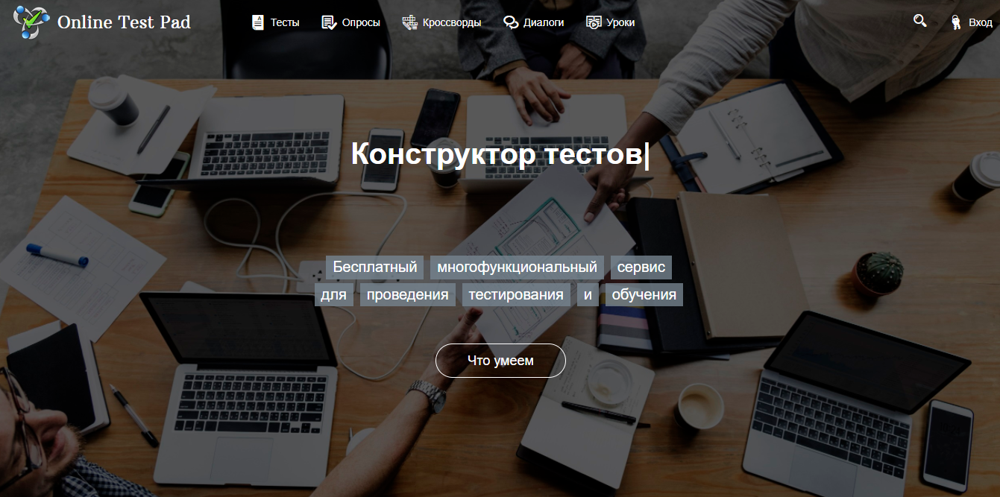 Online Test Pad Тесты Опросы Кроссворды Диалоги Уроки Вход
Конструктор тестов|
Бесплатный многофункциональный сервис
для проведения тестирования и обучения
Что умеем